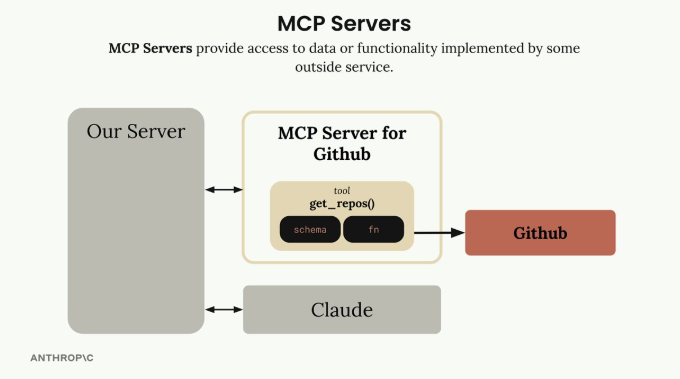 MCP Servers
MCP Servers provide access to data or functionality implemented by some
outside service.
Our Server
MCP Server for
Github
tool
get_repos()
schema
fn
Github
Claude
ANTHROP\C